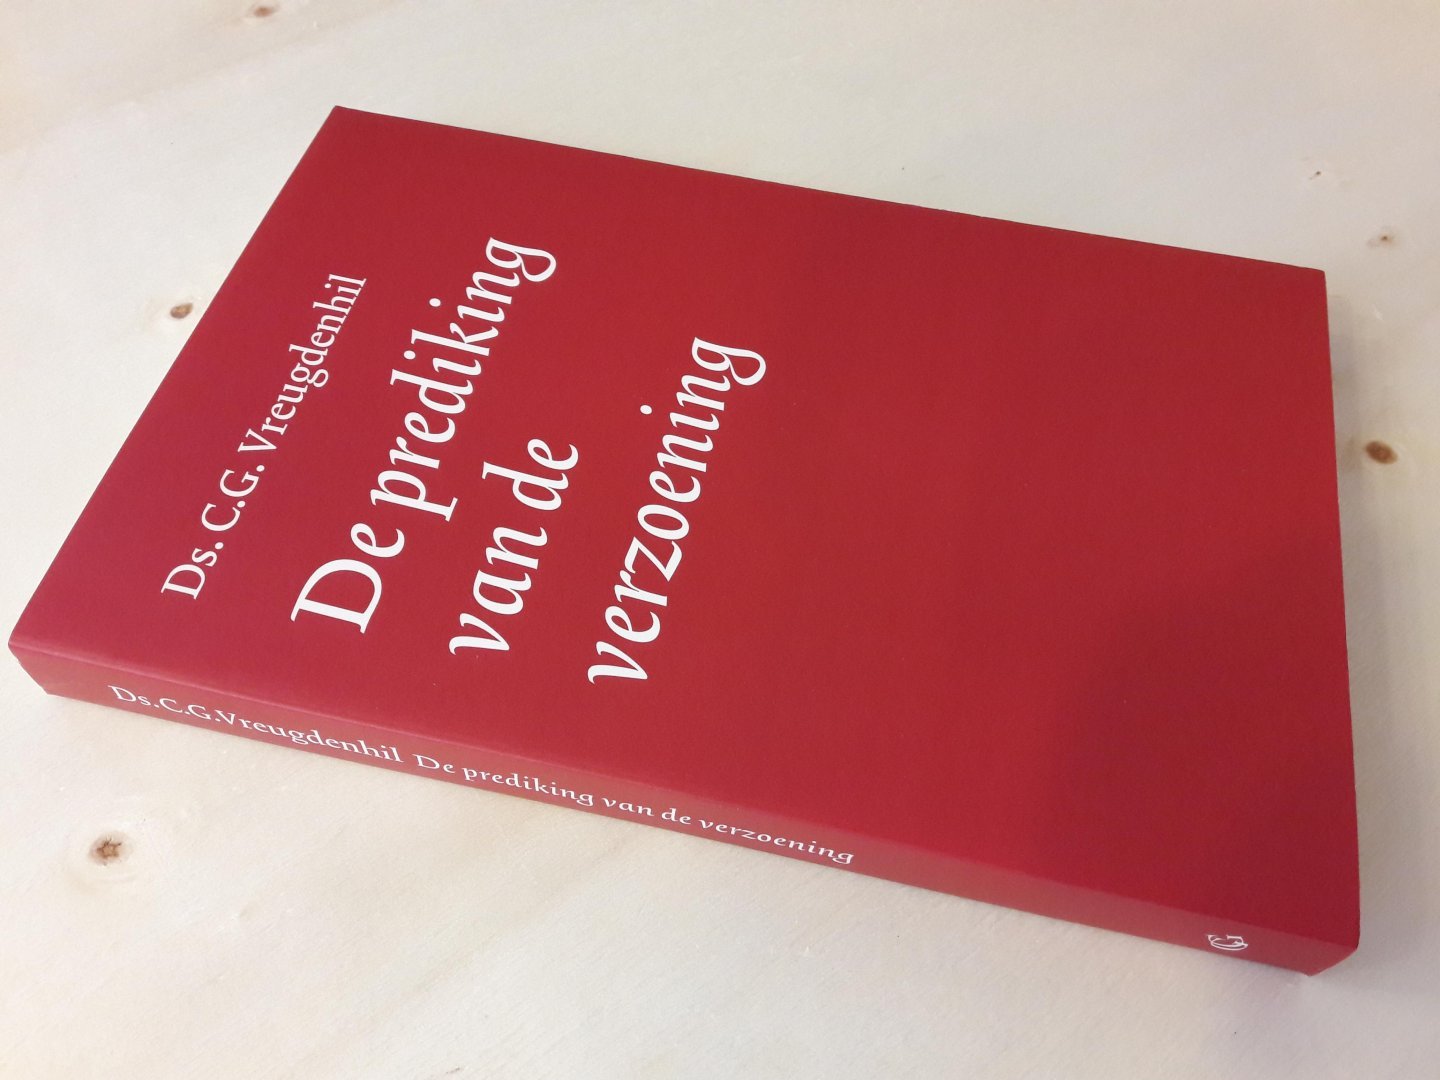 Ds. C.G. Vreugdenhil
De prediking
van de
verzoening
Ds.C.G.Vreugdenhil De prediking van de verzoening